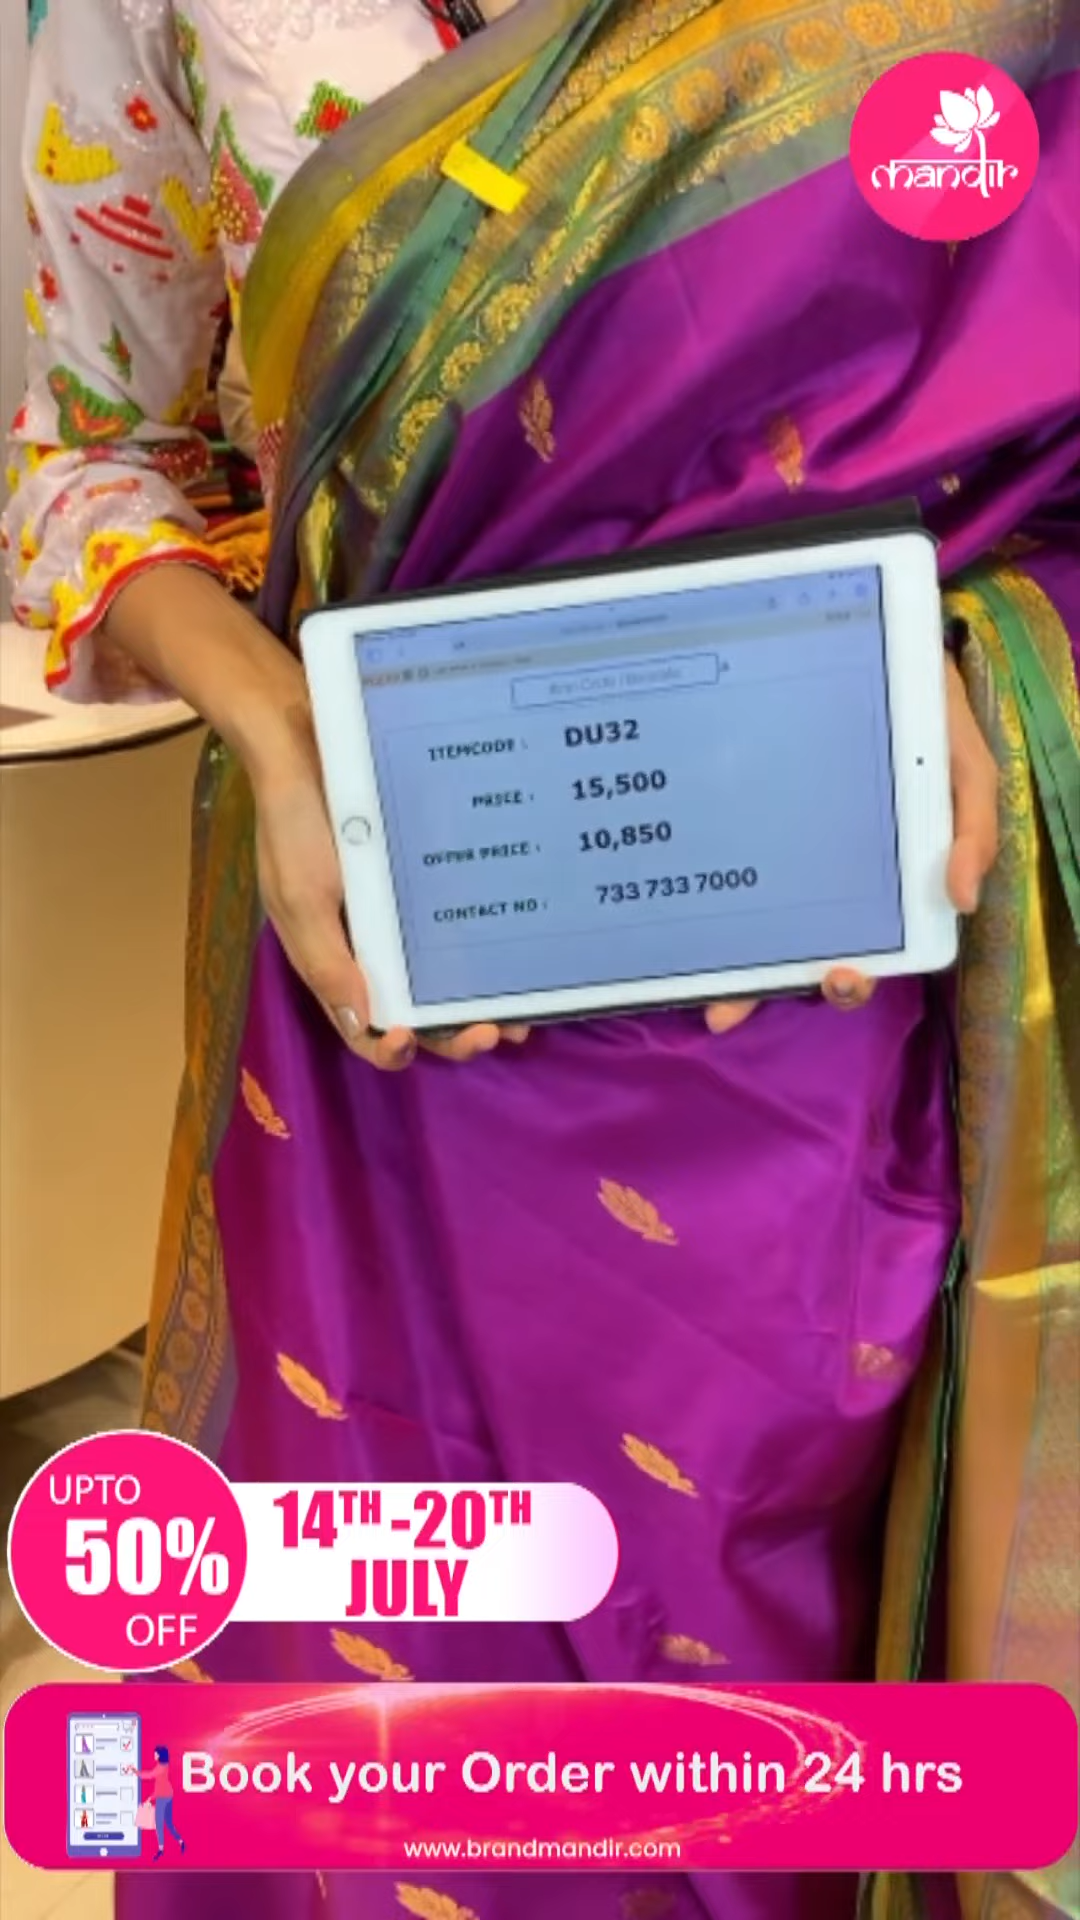 mandir
ITEMCODE : DU32
PRICE : 15,500
OFFER PRICE : 10,850
CONTACT NO : 733 733 7000
UPTO
50%
OFF
14TH-20TH
JULY
Book your Order within 24 hrs
www.brandmandir.com